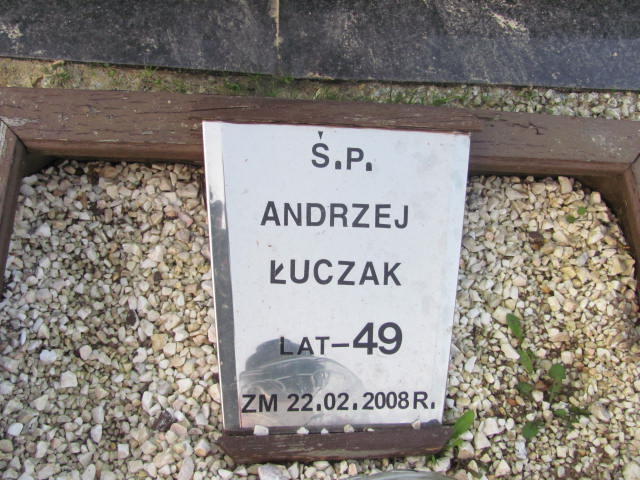 Ś.P.
ANDRZEJ
ŁUCZAK
LAT-49
ZM 22.02.2008R.